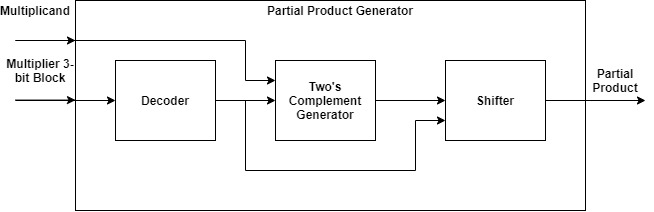 Multiplicand
Partial Product Generator
Multiplier 3-
bit Block
Decoder
Two's
Complement
Generator
Shifter
Partial
Product